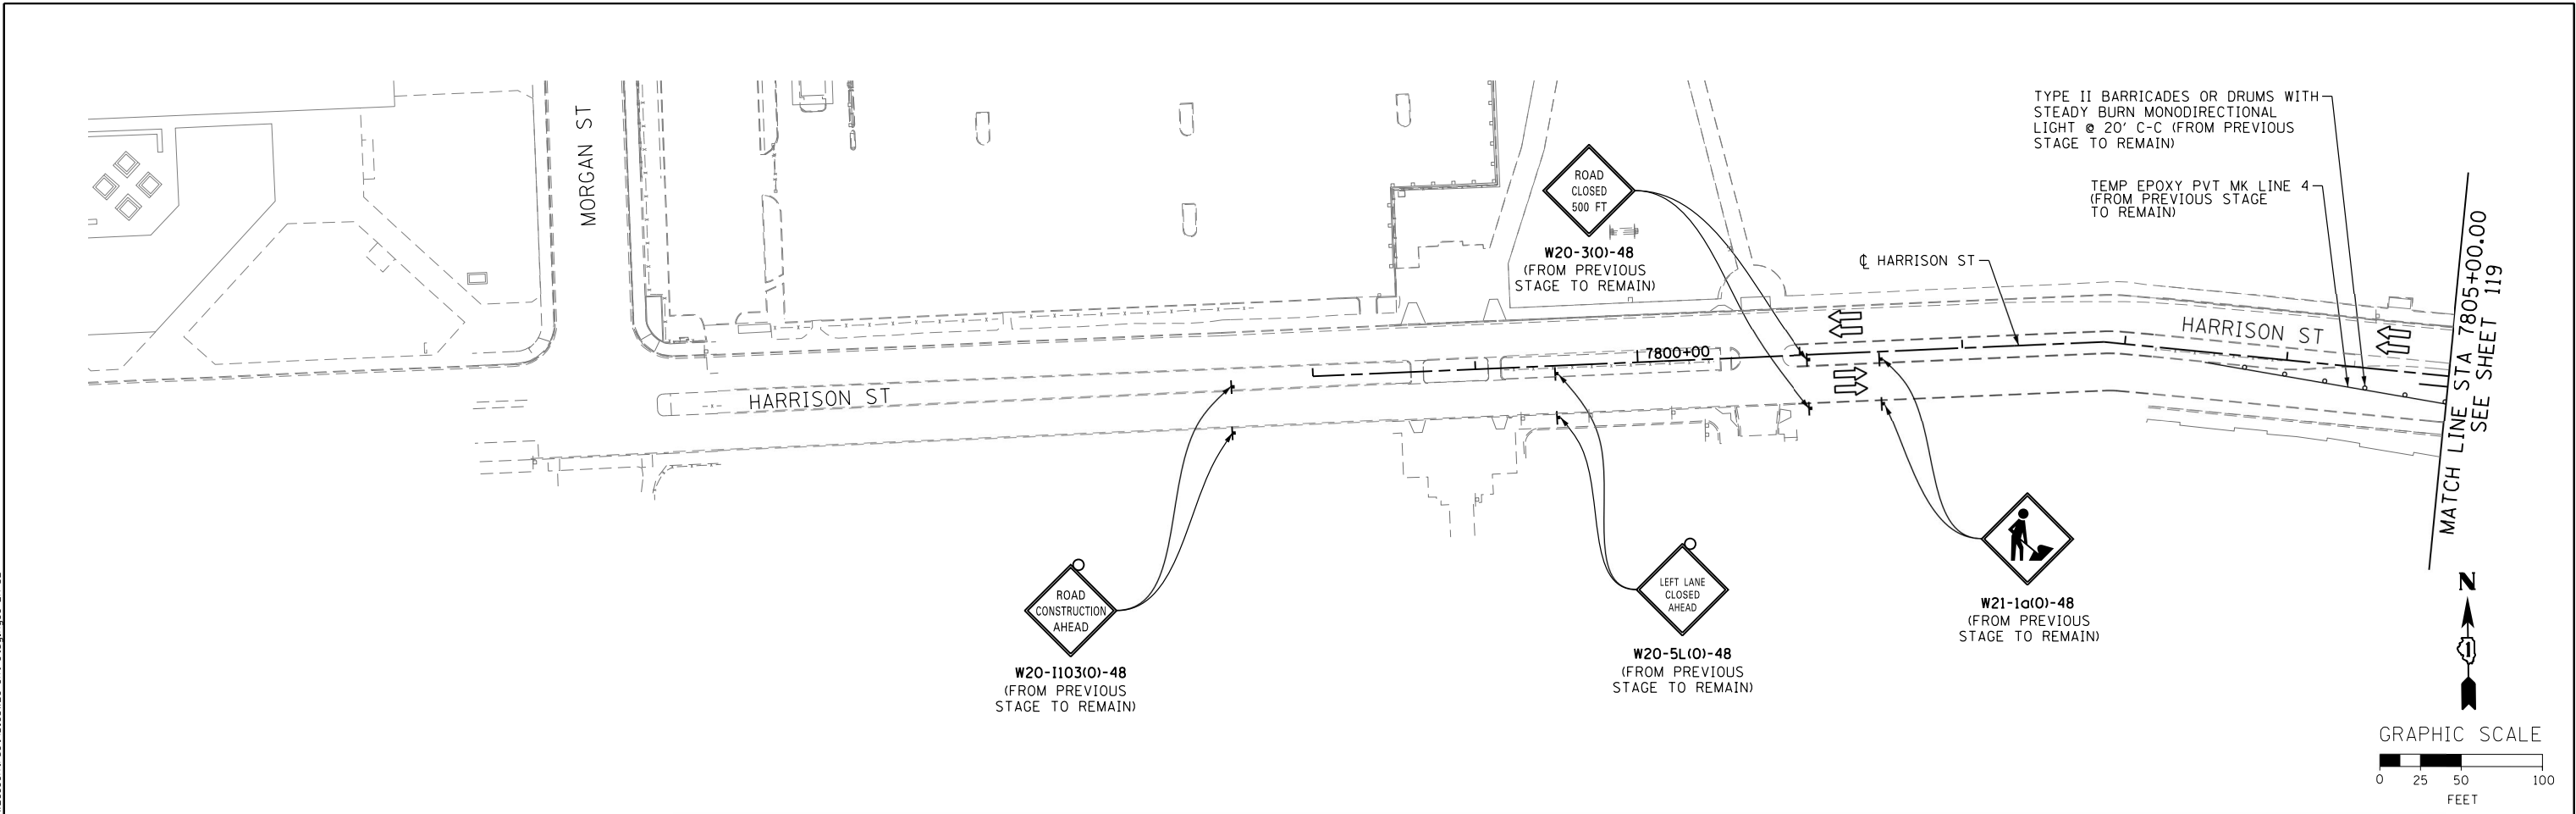 MORGAN ST
TYPE II BARRICADES OR DRUMS WITH
STEADY BURN MONODIRECTIONAL
LIGHT @ 20' C-C (FROM PREVIOUS
STAGE TO REMAIN)
TEMP EPOXY PVT MK LINE 4
(FROM PREVIOUS STAGE
TO REMAIN)
ROAD
CLOSED
500 FT
W20-3(O)-48
(FROM PREVIOUS
STAGE TO REMAIN)
℄ HARRISON ST
HARRISON ST
7800+00
HARRISON ST
MATCH LINE STA 7805+00.00
SEE SHEET 119
ROAD
CONSTRUCTION
AHEAD
W20-I103(O)-48
(FROM PREVIOUS
STAGE TO REMAIN)
LEFT LANE
CLOSED
AHEAD
W20-5L(O)-48
(FROM PREVIOUS
STAGE TO REMAIN)
W21-1a(O)-48
(FROM PREVIOUS
STAGE TO REMAIN)
N
1
GRAPHIC SCALE
0 25 50 100
FEET